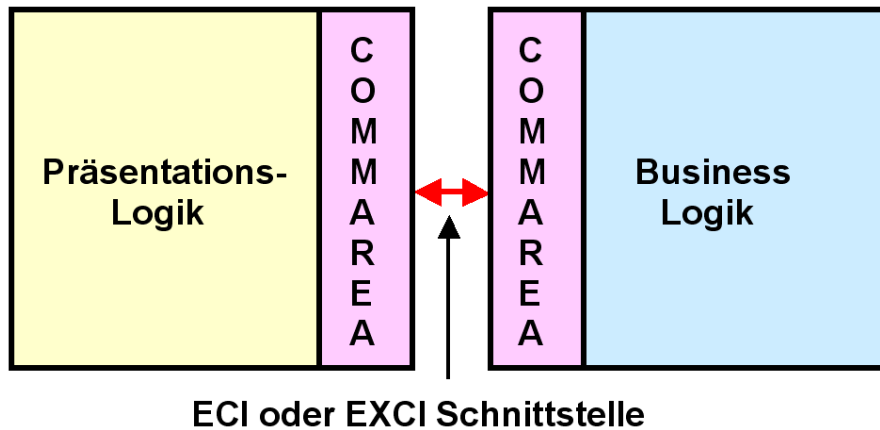 Präsentations-
Logik
C
O
M
M
A
R
E
A
C
O
M
M
A
R
E
A
Business
Logik
ECI oder EXCI Schnittstelle